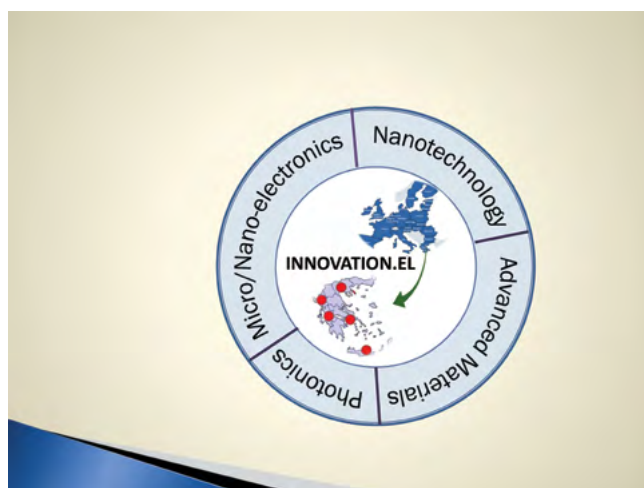 Micro/Nano-electronics
Nanotechnology
Advanced Materials
Photonics
INNOVATION.EL